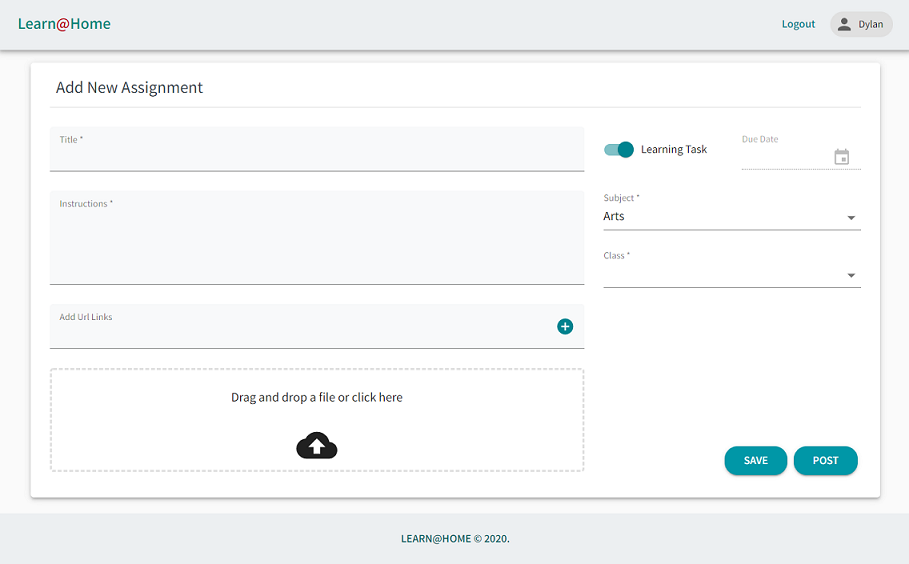 Learn@Home
Logout
Dylan
Add New Assignment
Title *
Learning Task
Due Date
Instructions *
Subject *
Arts
Class *
Add Url Links
Drag and drop a file or click here
SAVE
POST
LEARN@HOME © 2020.